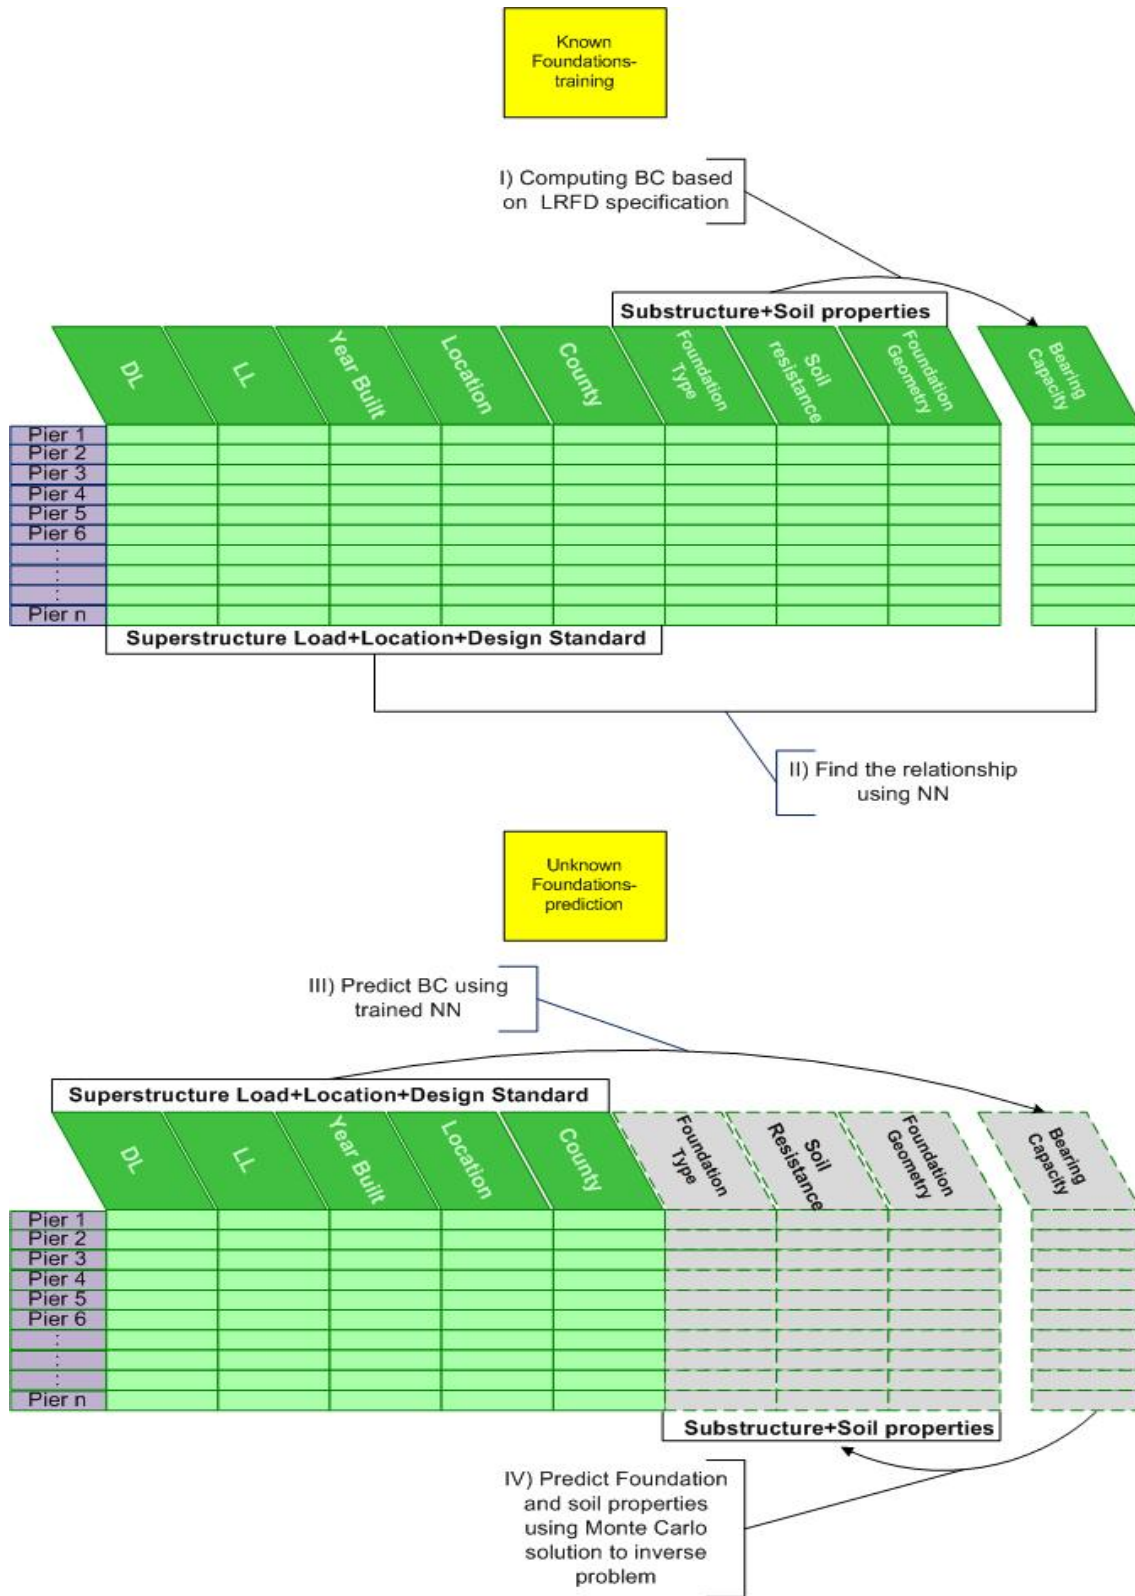 Known
Foundations-
training
I) Computing BC based
on LRFD specification
Substructure+Soil properties
DL
LL
Year Built
Location
County
Foundation
Type
Soil
resistance
Foundation
Geometry
Bearing
Capacity
Pier 1
Pier 2
Pier 3
Pier 4
Pier 5
Pier 6
:
:
:
Pier n
Superstructure Load+Location+Design Standard
II) Find the relationship
using NN
Unknown
Foundations-
prediction
III) Predict BC using
trained NN
Superstructure Load+Location+Design Standard
DL
LL
Year Built
Location
County
Foundation
Type
Soil
Resistance
Foundation
Geometry
Bearing
Capacity
Pier 1
Pier 2
Pier 3
Pier 4
Pier 5
Pier 6
:
:
:
Pier n
Substructure+Soil properties
IV) Predict Foundation
and soil properties
using Monte Carlo
solution to inverse
problem